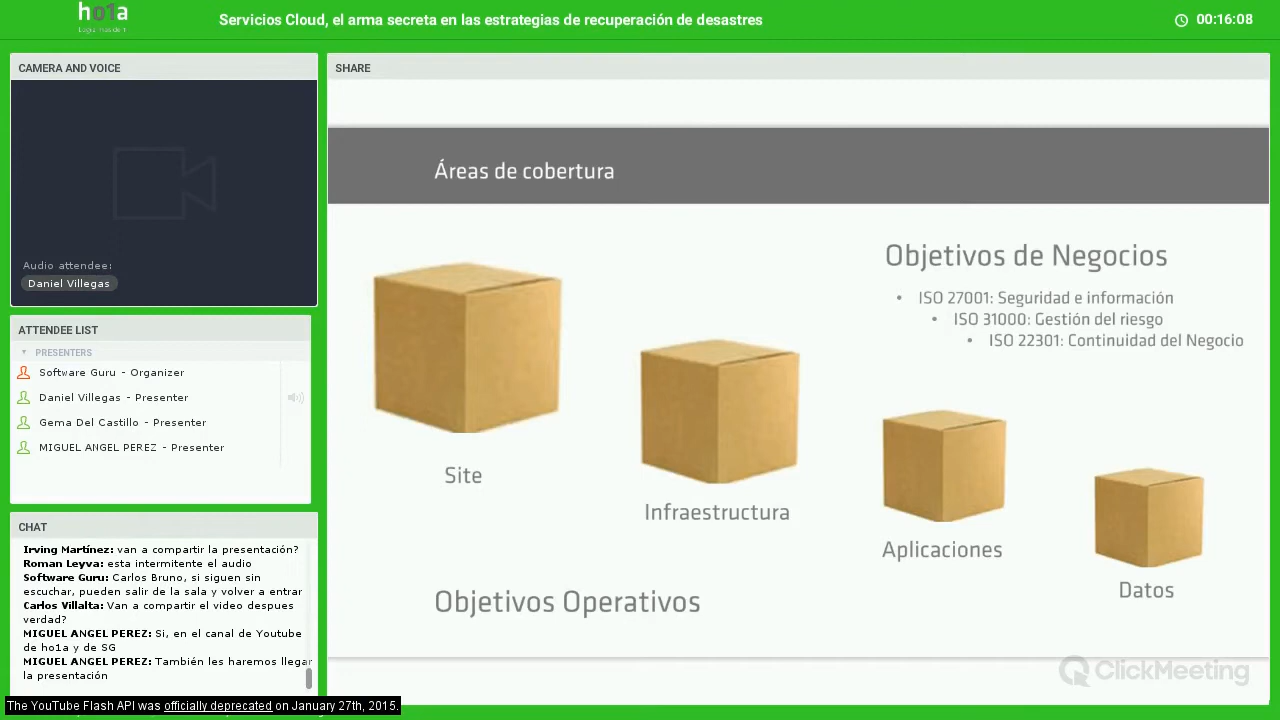 ho1a
Servicios Cloud, el arma secreta en las estrategias de recuperación de desastres
00:16:08
CAMERA AND VOICE
Audio attendee:
Daniel Villegas
ATTENDEE LIST
PRESENTERS
Software Guru - Organizer
Daniel Villegas - Presenter
Gema Del Castillo - Presenter
MIGUEL ANGEL PEREZ - Presenter
CHAT
Irving Martínez: van a compartir la presentación?
Roman Leyva: esta intermitente el audio
Software Guru: Carlos Bruno, si siguen sin
escuchar, pueden salir de la sala y volver a entrar
Carlos Villalta: Van a compartir el video despues
verdad?
MIGUEL ANGEL PEREZ: Si, en el canal de Youtube
de ho1a y de SG
MIGUEL ANGEL PEREZ: También les haremos llegar
la presentación
The YouTube Flash API was officially deprecated on January 27th, 2015.
SHARE
Áreas de cobertura
Objetivos de Negocios
• ISO 27001: Seguridad e información
• ISO 31000: Gestión del riesgo
• ISO 22301: Continuidad del Negocio
Site
Infraestructura
Aplicaciones
Datos
Objetivos Operativos
ClickMeeting